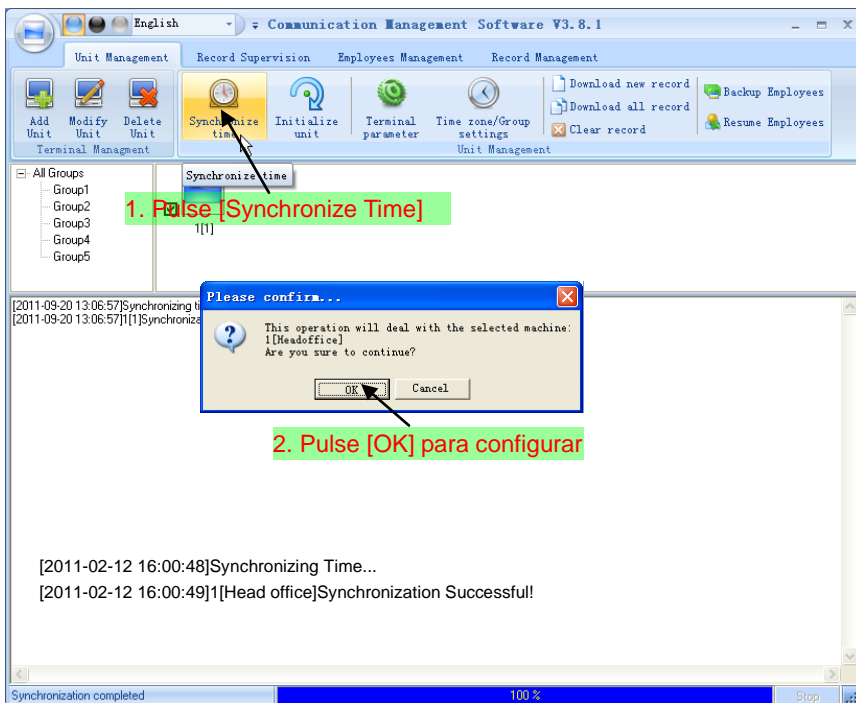 English
Communication Management Software V3.8.1
Unit Management Record Supervision Employees Management Record Management
Add Unit
Modify Unit
Delete Unit
Terminal Managment
Synchronize time
Initialize unit
Terminal parameter
Time zone/Group settings
Download new record
Download all record
Clear record
Backup Employees
Resume Employees
Unit Management
All Groups
Group1
Group2
Group3
Group4
Group5
Synchronize time
1. Pulse [Synchronize Time]
1[1]
[2011-09-20 13:06:57]Synchronizing
[2011-09-20 13:06:57]1[1]
Please confirm...
This operation will deal with the selected machine:
1[Headoffice]
Are you sure to continue?
OK
Cancel
2. Pulse [OK] para configurar
[2011-02-12 16:00:48]Synchronizing Time...
[2011-02-12 16:00:49]1[Head office]Synchronization Successful!
Synchronization completed
100 %
Stop